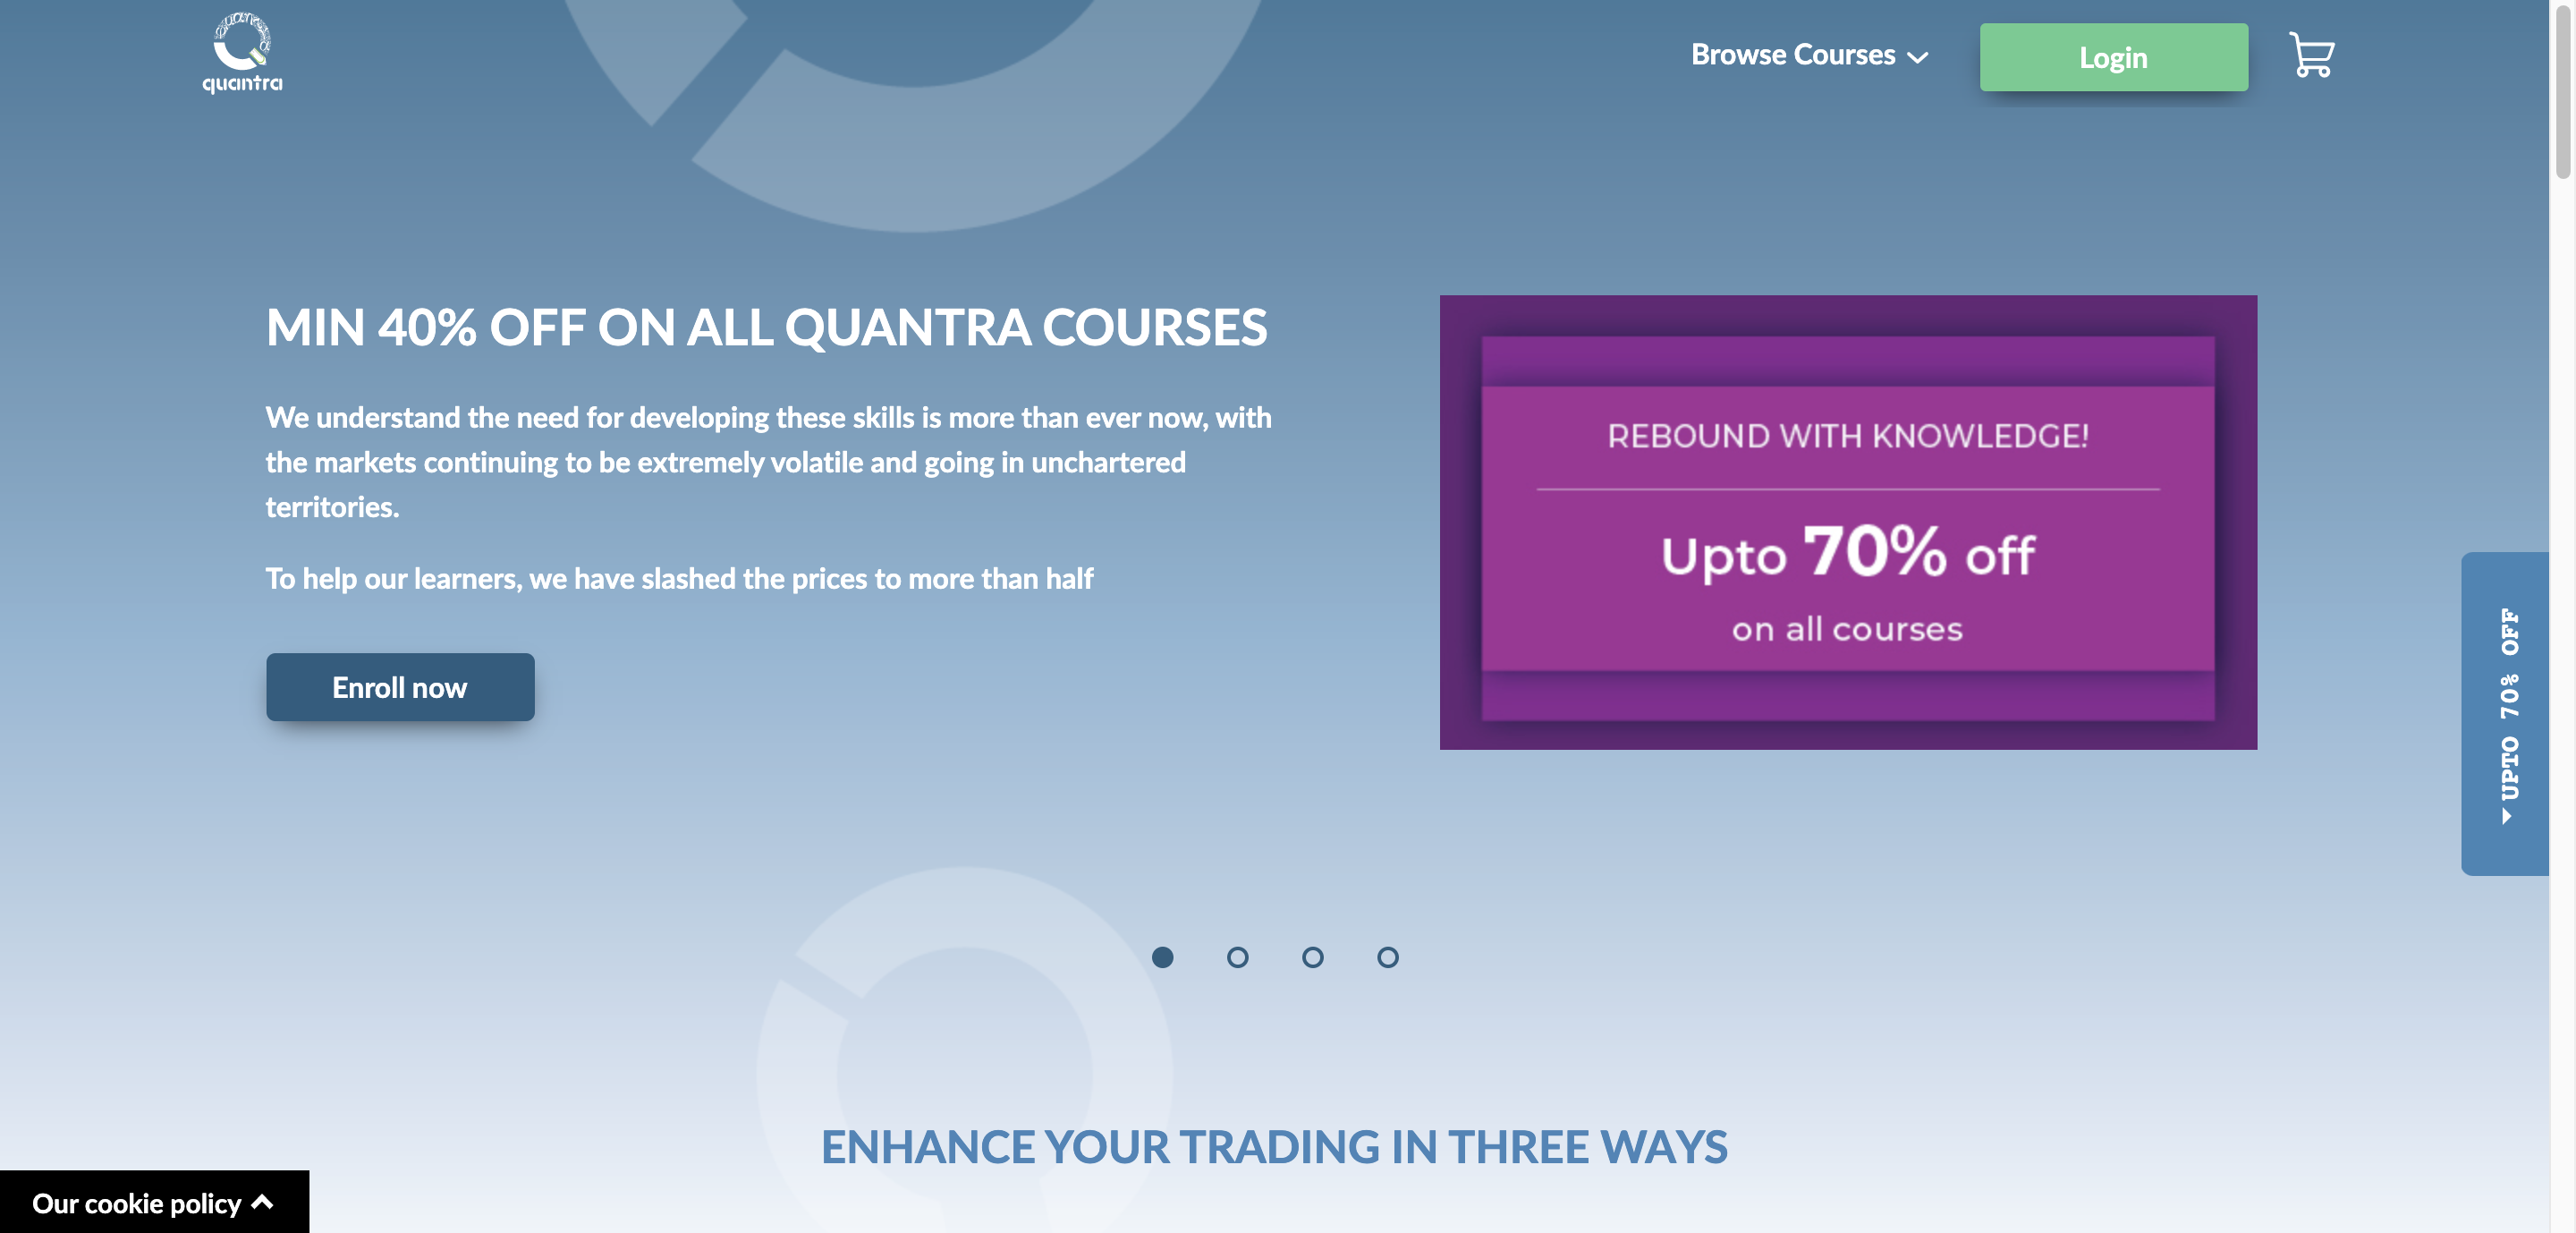 quantra
quantra
Browse Courses
Login
MIN 40% OFF ON ALL QUANTRA COURSES
We understand the need for developing these skills is more than ever now, with
the markets continuing to be extremely volatile and going in unchartered
territories.
To help our learners, we have slashed the prices to more than half
Enroll now
REBOUND WITH KNOWLEDGE!
Upto 70% off
on all courses
UPTO 70% OFF
ENHANCE YOUR TRADING IN THREE WAYS
Our cookie policy